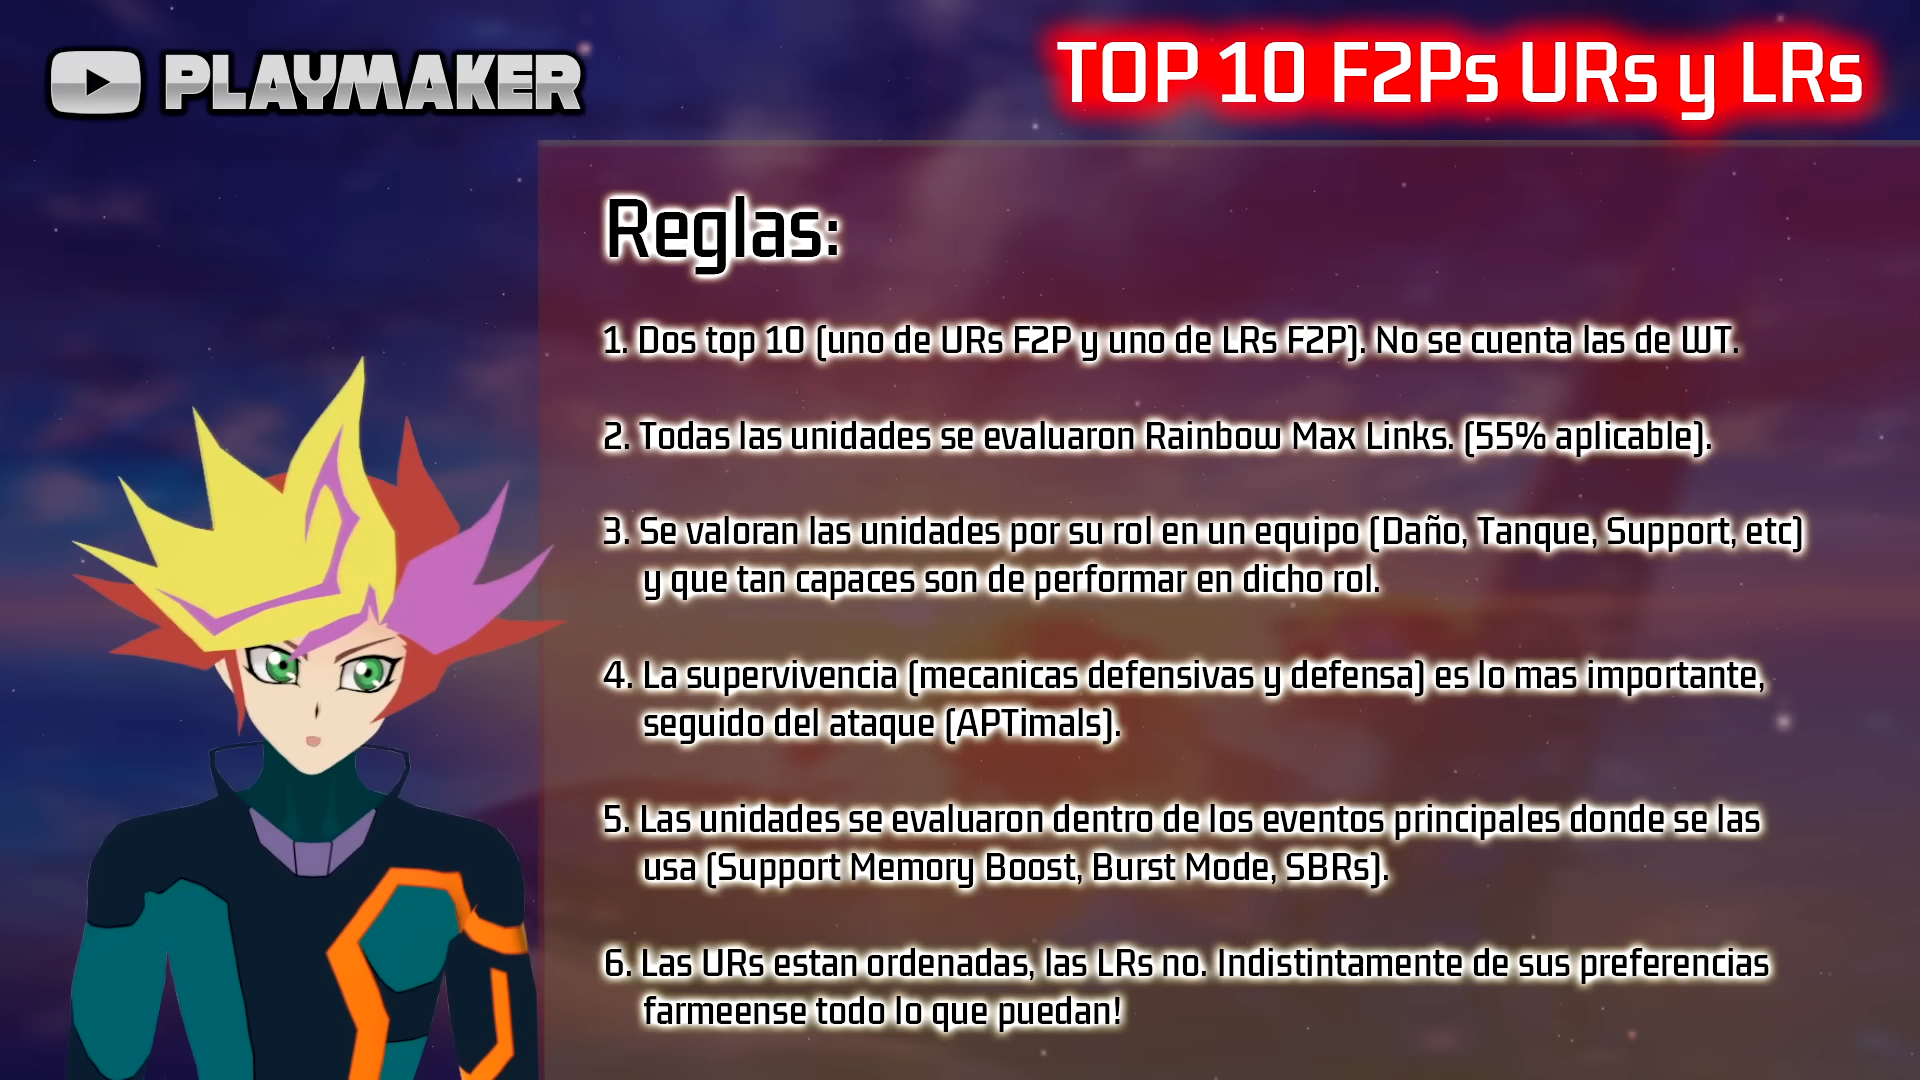 PLAYMAKER
TOP 10 F2Ps URs y LRs
Reglas:
1. Dos top 10 (uno de URs F2P y uno de LRs F2P). No se cuenta las de WT.
2. Todas las unidades se evaluaron Rainbow Max Links. (55% aplicable).
3. Se valoran las unidades por su rol en un equipo (Daño, Tanque, Support, etc)
y que tan capaces son de performar en dicho rol.
4. La supervivencia (mecanicas defensivas y defensa) es lo mas importante,
seguido del ataque (APTimals).
5. Las unidades se evaluaron dentro de los eventos principales donde se las
usa (Support Memory Boost, Burst Mode, SBRs).
6. Las URs estan ordenadas, las LRs no. Indistintamente de sus preferencias
farmeense todo lo que puedan!